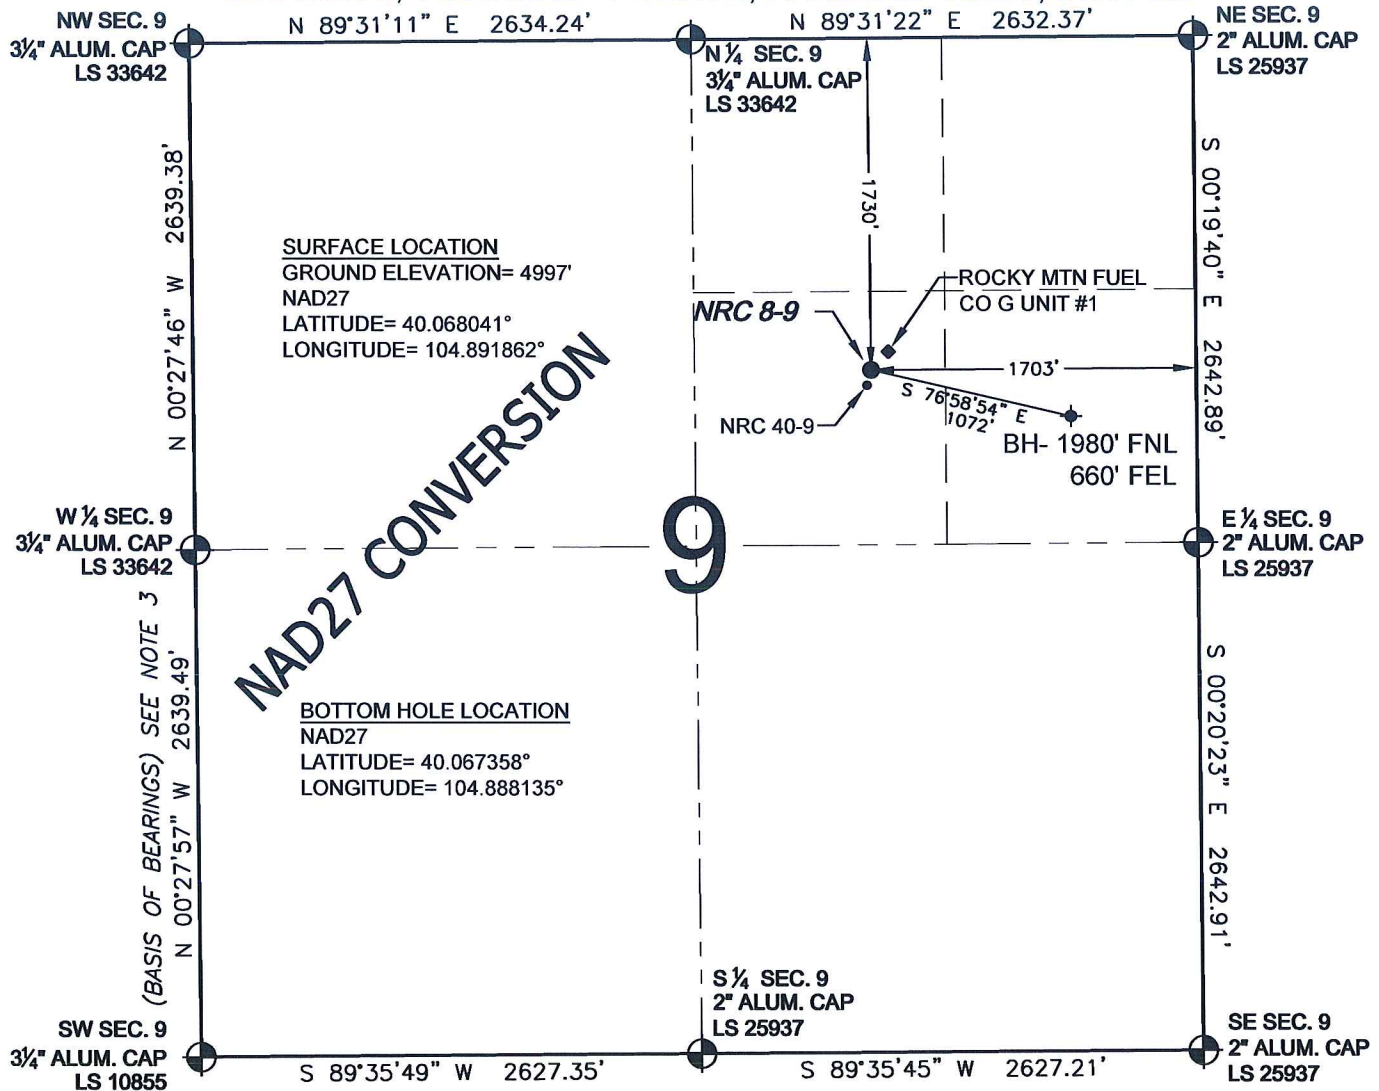 N 89°31'11" E 2634.24'
N 89°31'22" E 2632.37'
NW SEC. 9
3¼" ALUM. CAP
LS 33642
N ¼ SEC. 9
3¼" ALUM. CAP
LS 33642
NE SEC. 9
2" ALUM. CAP
LS 25937
N 00°27'46" W 2639.38'
S 00°19'40" E 2642.89'
1730'
SURFACE LOCATION
GROUND ELEVATION= 4997'
NAD27
LATITUDE= 40.068041°
LONGITUDE= 104.891862°
ROCKY MTN FUEL
CO G UNIT #1
NRC 8-9
1703'
S 76°58'54" E
1072'
NRC 40-9
BH- 1980' FNL
660' FEL
NAD27 CONVERSION
W ¼ SEC. 9
3¼" ALUM. CAP
LS 33642
9
E ¼ SEC. 9
2" ALUM. CAP
LS 25937
(BASIS OF BEARINGS) SEE NOTE 3
N 00°27'57" W 2639.49'
S 00°20'23" E 2642.91'
BOTTOM HOLE LOCATION
NAD27
LATITUDE= 40.067358°
LONGITUDE= 104.888135°
SW SEC. 9
3¼" ALUM. CAP
LS 10855
S ¼ SEC. 9
2" ALUM. CAP
LS 25937
SE SEC. 9
2" ALUM. CAP
LS 25937
S 89°35'49" W 2627.35'
S 89°35'45" W 2627.21'